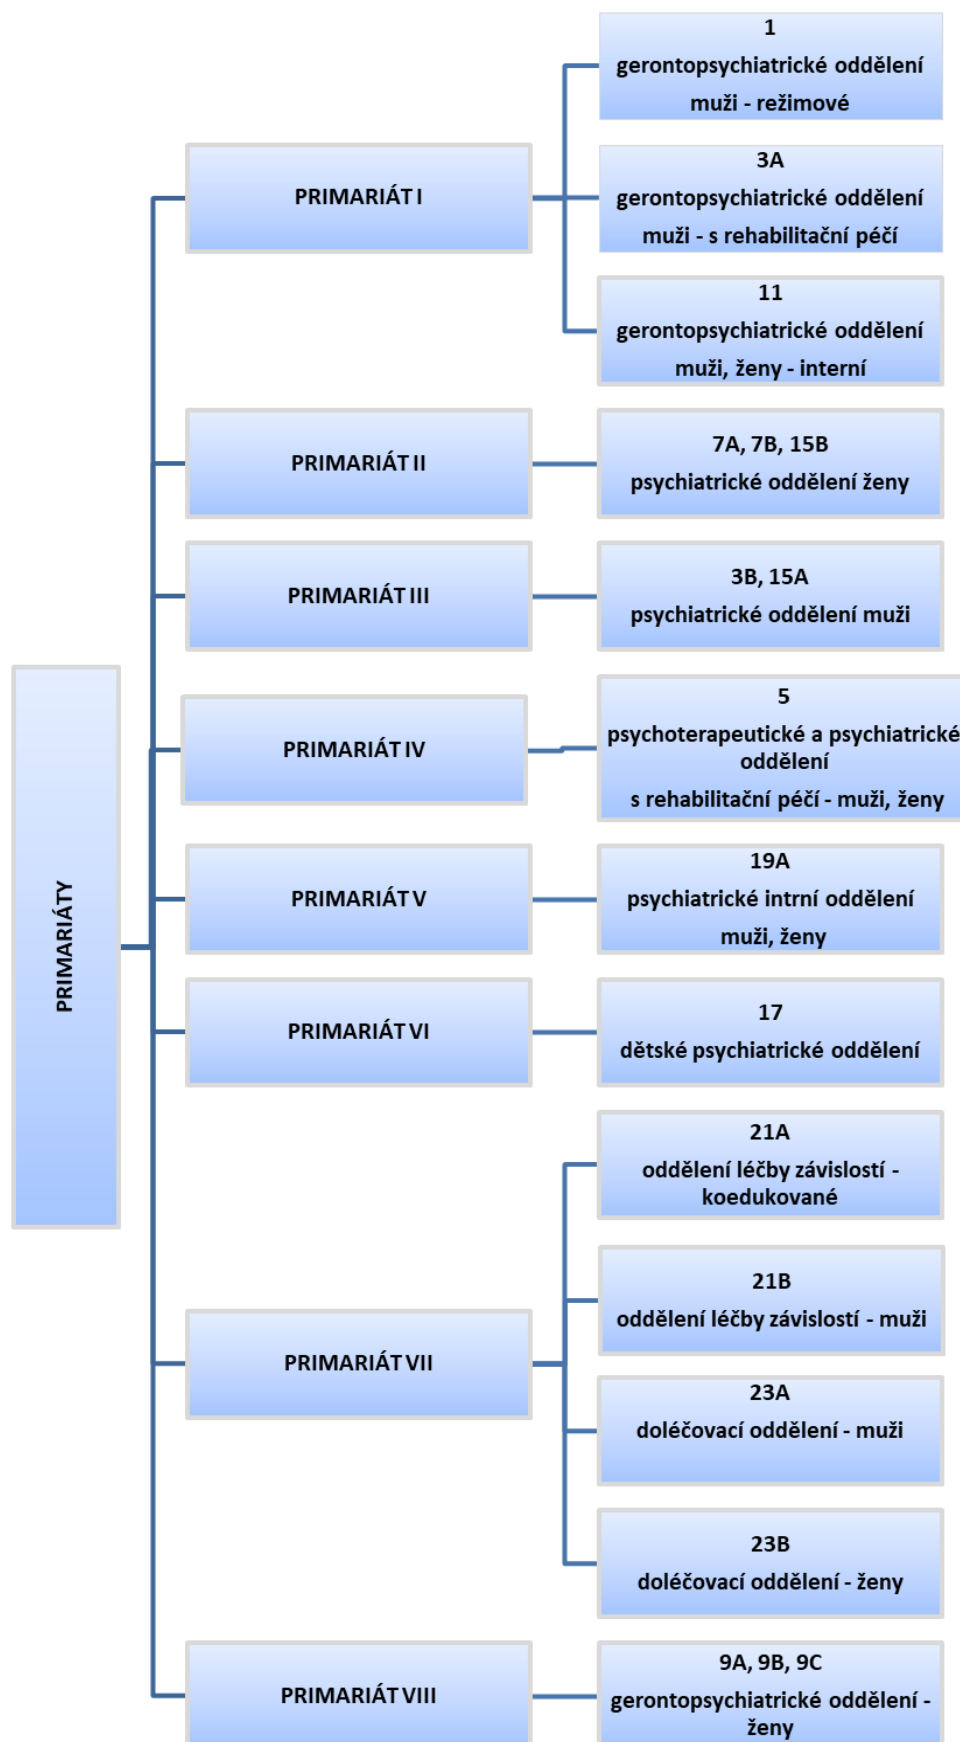 PRIMARIÁTY
PRIMARIÁT I
1
gerontopsychiatrické oddělení
muži - režimové
3A
gerontopsychiatrické oddělení
muži - s rehabilitační péčí
11
gerontopsychiatrické oddělení
muži, ženy - interní
PRIMARIÁT II
7A, 7B, 15B
psychiatrické oddělení ženy
PRIMARIÁT III
3B, 15A
psychiatrické oddělení muži
PRIMARIÁT IV
5
psychoterapeutické a psychiatrické
oddělení
s rehabilitační péčí - muži, ženy
PRIMARIÁT V
19A
psychiatrické intrní oddělení
muži, ženy
PRIMARIÁT VI
17
dětské psychiatrické oddělení
PRIMARIÁT VII
21A
oddělení léčby závislostí -
koedukované
21B
oddělení léčby závislostí - muži
23A
doléčovací oddělení - muži
23B
doléčovací oddělení - ženy
PRIMARIÁT VIII
9A, 9B, 9C
gerontopsychiatrické oddělení -
ženy